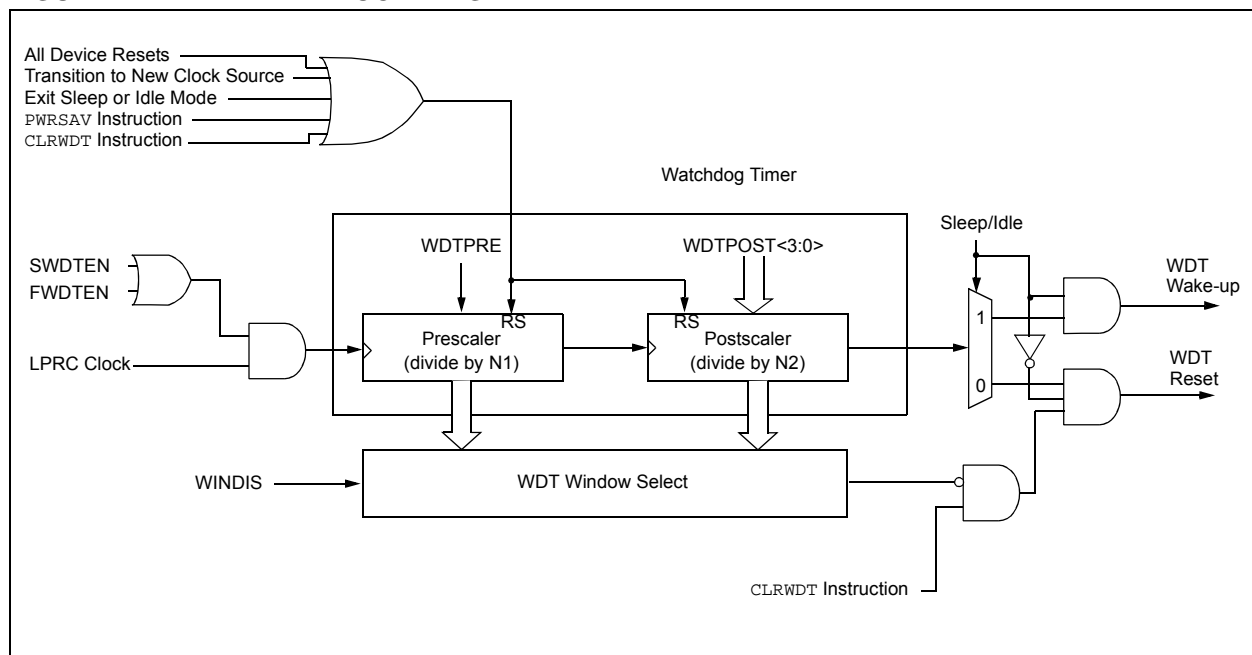 All Device Resets
Transition to New Clock Source
Exit Sleep or Idle Mode
PWRSAV Instruction
CLRWDT Instruction
Watchdog Timer
Sleep/Idle
WDTPRE
WDTPOST<3:0>
SWDTEN
FWDTEN
WDT
Wake-up
RS
RS
1
Prescaler
(divide by N1)
Postscaler
(divide by N2)
LPRC Clock
WDT
Reset
0
WINDIS
WDT Window Select
CLRWDT Instruction